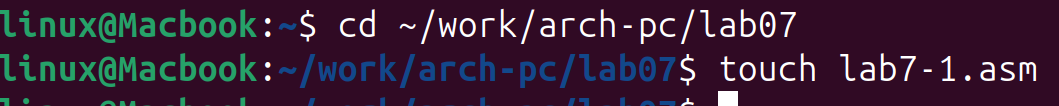 linux@Macbook:~$ cd ~/work/arch-pc/lab07
linux@Macbook:~/work/arch-pc/lab07$ touch lab7-1.asm